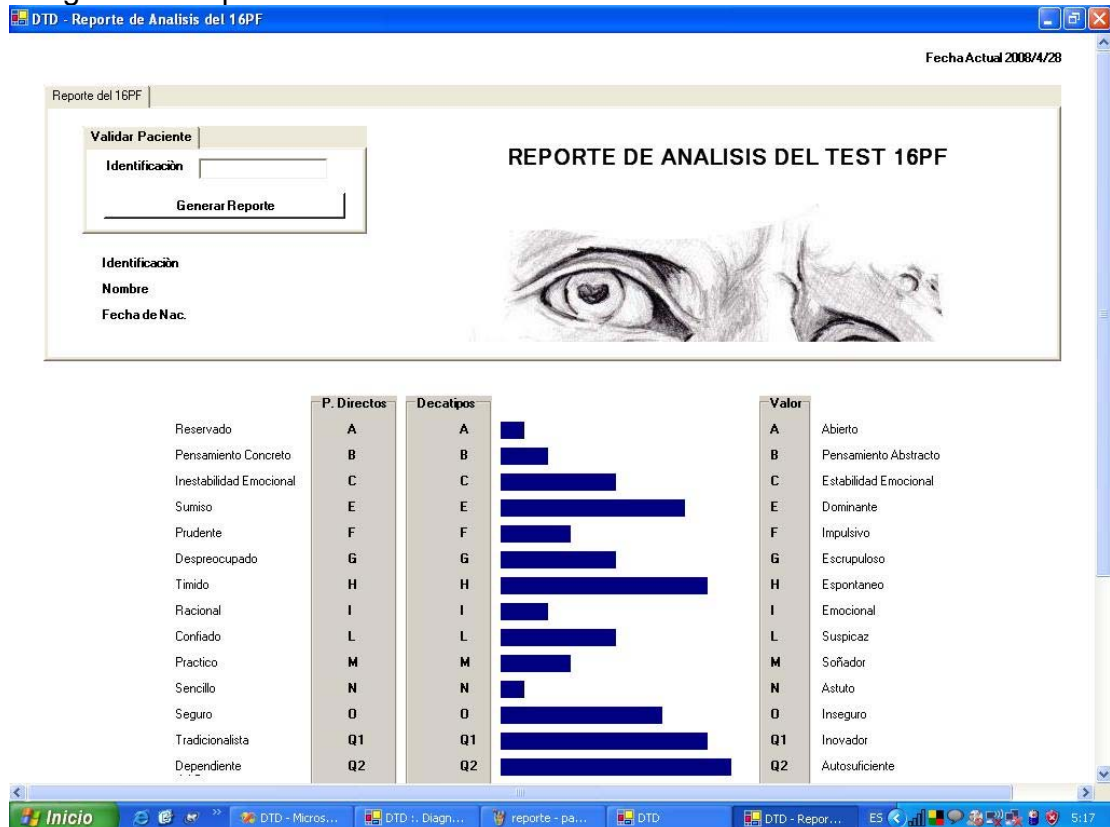 DTD - Reporte de Analisis del 16PF
Fecha Actual 2008/4/28
Reporte del 16PF
Validar Paciente
Identificaciòn
Generar Reporte
REPORTE DE ANALISIS DEL TEST 16PF
Identificaciòn
Nombre
Fecha de Nac.
P. Directos Decatipos Valor
Reservado A A A Abierto
Pensamiento Concreto B B B Pensamiento Abstracto
Inestabilidad Emocional C C C Estabilidad Emocional
Sumiso E E E Dominante
Prudente F F F Impulsivo
Despreocupado G G G Escrupuloso
Timido H H H Espontaneo
Racional I I I Emocional
Confiado L L L Suspicaz
Practico M M M Soñador
Sencillo N N N Astuto
Seguro O O O Inseguro
Tradicionalista Q1 Q1 Q1 Inovador
Dependiente Q2 Q2 Q2 Autosuficiente
Inicio DTD - Micros... DTD :. Diagn... reporte - pa... DTD DTD - Repor... ES 5:17